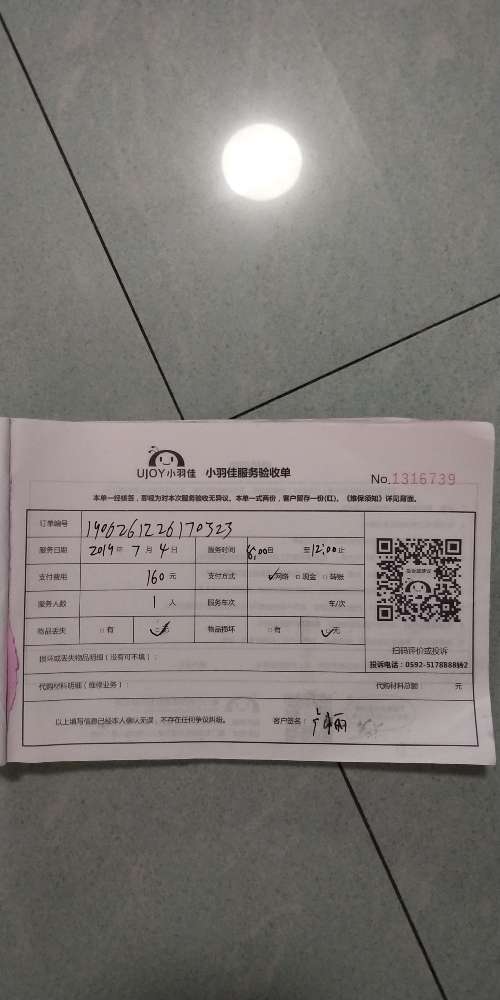 UJOY小羽佳 小羽佳服务验收单
No.1316739
本单一经核签，即视为对本次服务验收无异议。本单一式两份，客户留存一份(红)。《维保须知》详见背面。
订单编号 1906261226170323
服务日期 2019年 7月 4日 服务时间 8:00自 至12:00止
支付费用 160元 支付方式 ✓网络 □现金 □转账
服务人数 1人 服务车次 车/次
物品丢失 □有 ✓无 物品损坏 □有 ✓无
扫码评价或投诉
投诉电话：0592-5178888转2
损坏或丢失物品明细（没有可不填）：
代购材料明细（维修业务）： 代购材料总额： 元
以上填写信息已经本人确认无误，不存在任何争议纠纷。 客户签名：